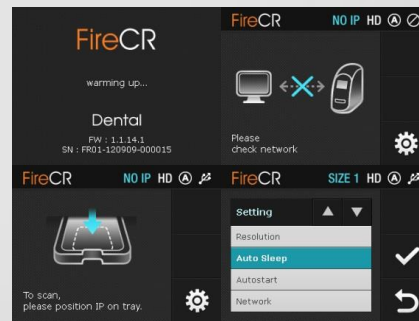 FireCR
warming up...
Dental
FW : 1.1.14.1
SN : FR01-120909-000015
FireCR NO IP HD A
Please
check network
FireCR NO IP HD A
To scan,
please position IP on tray.
FireCR SIZE 1 HD A
Setting
Resolution
Auto Sleep
Autostart
Network